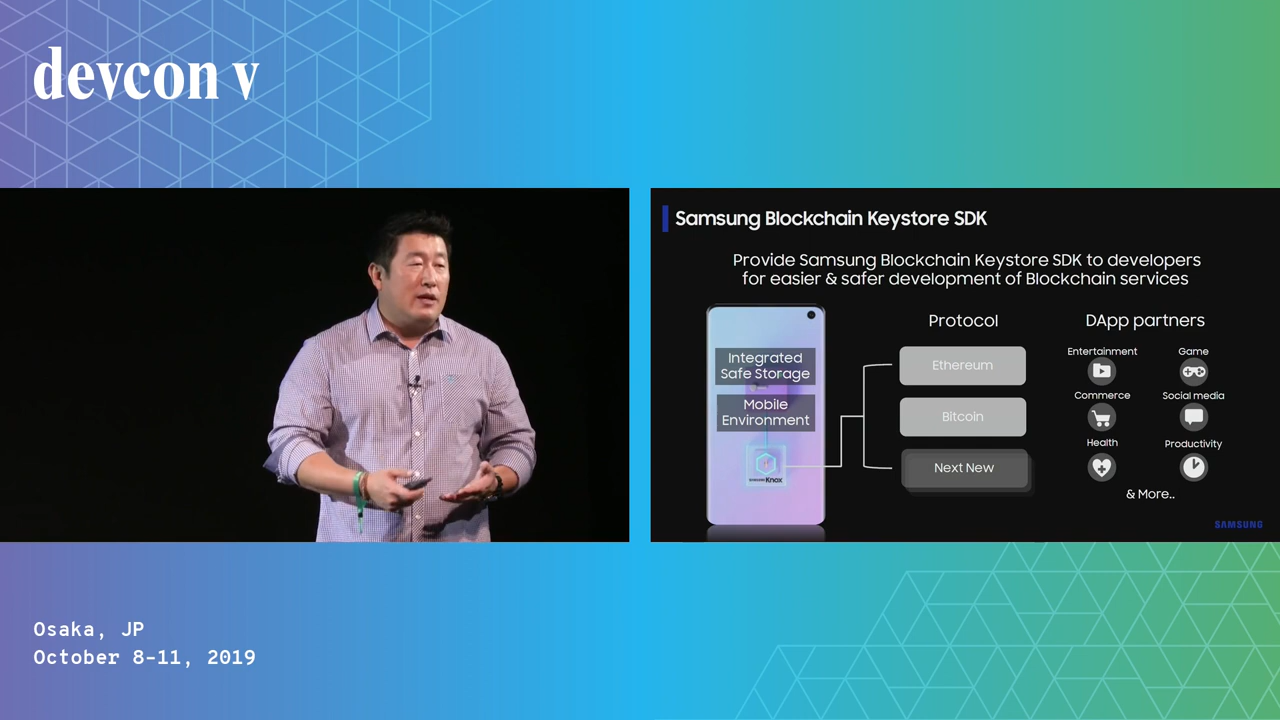 devcon v
Samsung Blockchain Keystore SDK
Provide Samsung Blockchain Keystore SDK to developers
for easier & safer development of Blockchain services
Integrated
Safe Storage
Mobile
Environment
SAMSUNG Knox
Protocol
Ethereum
Bitcoin
Next New
DApp partners
Entertainment
Game
Commerce
Social media
Health
Productivity
& More..
SAMSUNG
Osaka, JP
October 8-11, 2019